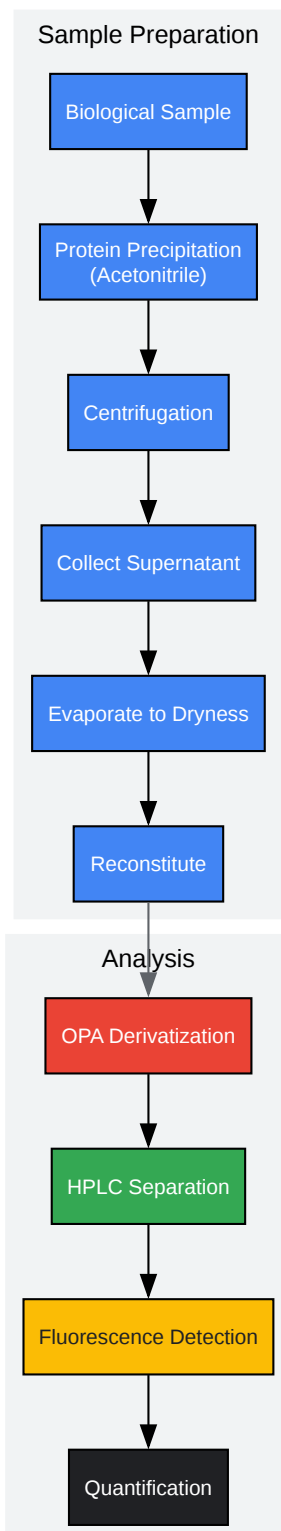 Sample Preparation
Biological Sample
Protein Precipitation
(Acetonitrile)
Centrifugation
Collect Supernatant
Evaporate to Dryness
Reconstitute
Analysis
OPA Derivatization
HPLC Separation
Fluorescence Detection
Quantification